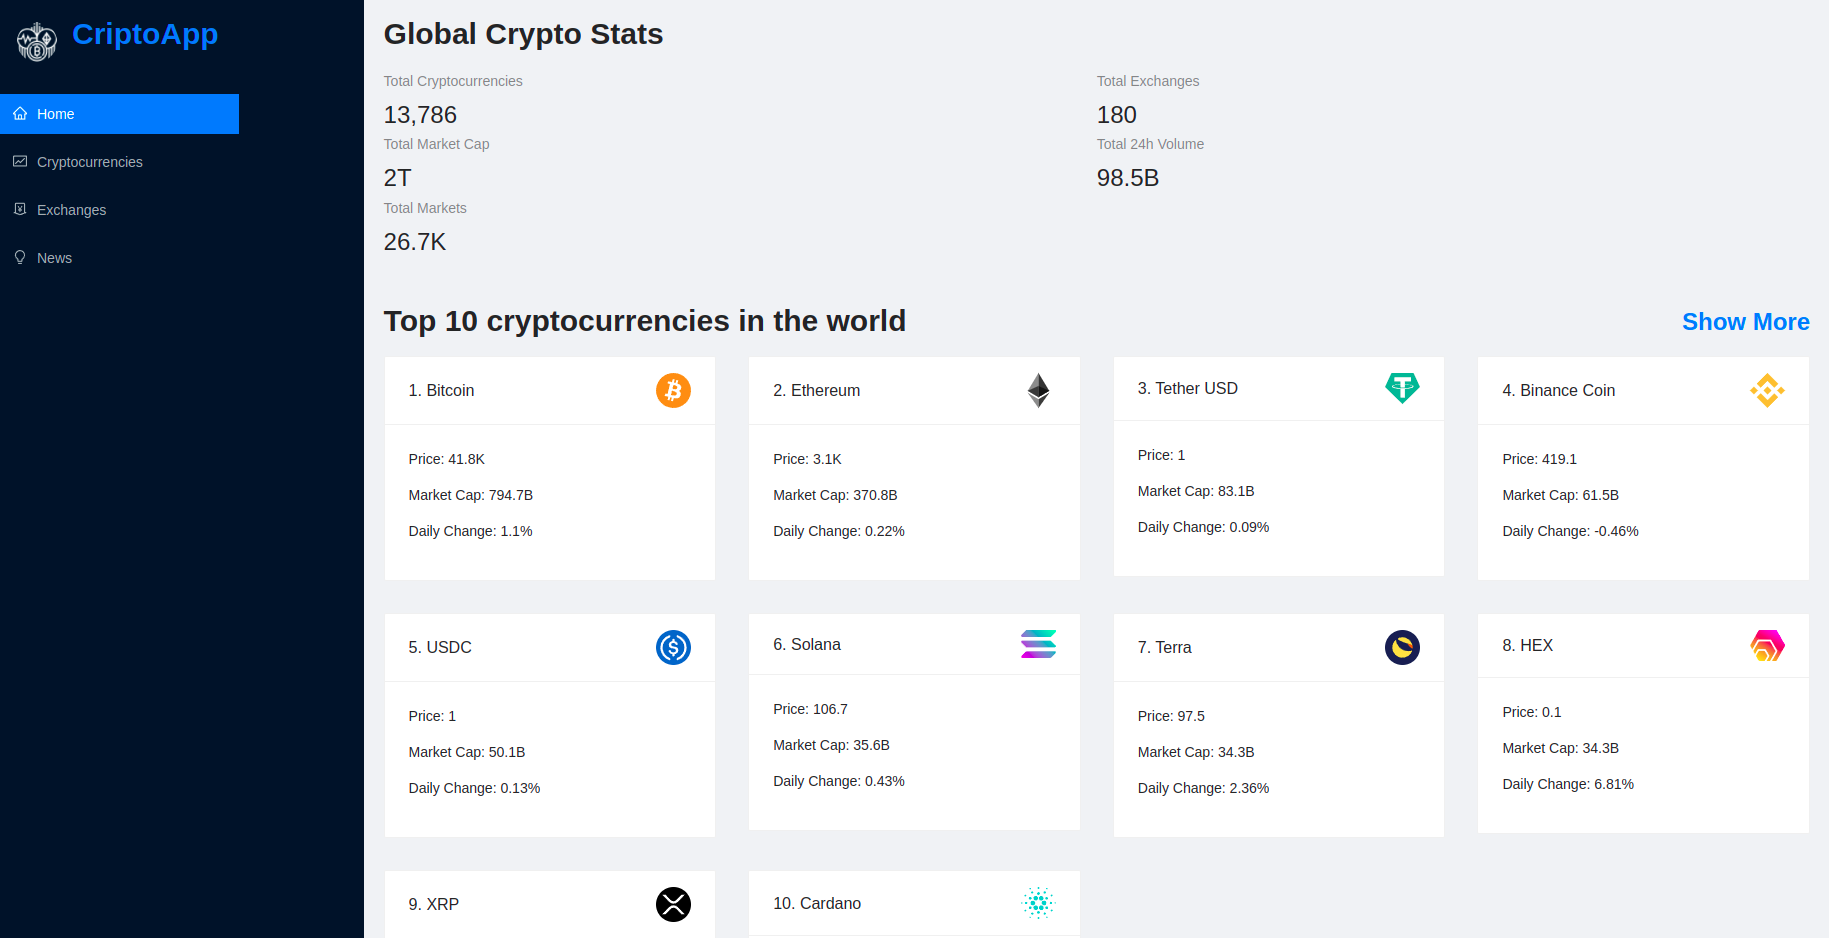 CriptoApp
Home
Cryptocurrencies
Exchanges
News
Global Crypto Stats
Total Cryptocurrencies
13,786
Total Exchanges
180
Total Market Cap
2T
Total 24h Volume
98.5B
Total Markets
26.7K
Top 10 cryptocurrencies in the world
Show More
1. Bitcoin
Price: 41.8K
Market Cap: 794.7B
Daily Change: 1.1%
2. Ethereum
Price: 3.1K
Market Cap: 370.8B
Daily Change: 0.22%
3. Tether USD
Price: 1
Market Cap: 83.1B
Daily Change: 0.09%
4. Binance Coin
Price: 419.1
Market Cap: 61.5B
Daily Change: -0.46%
5. USDC
Price: 1
Market Cap: 50.1B
Daily Change: 0.13%
6. Solana
Price: 106.7
Market Cap: 35.6B
Daily Change: 0.43%
7. Terra
Price: 97.5
Market Cap: 34.3B
Daily Change: 2.36%
8. HEX
Price: 0.1
Market Cap: 34.3B
Daily Change: 6.81%
9. XRP
10. Cardano